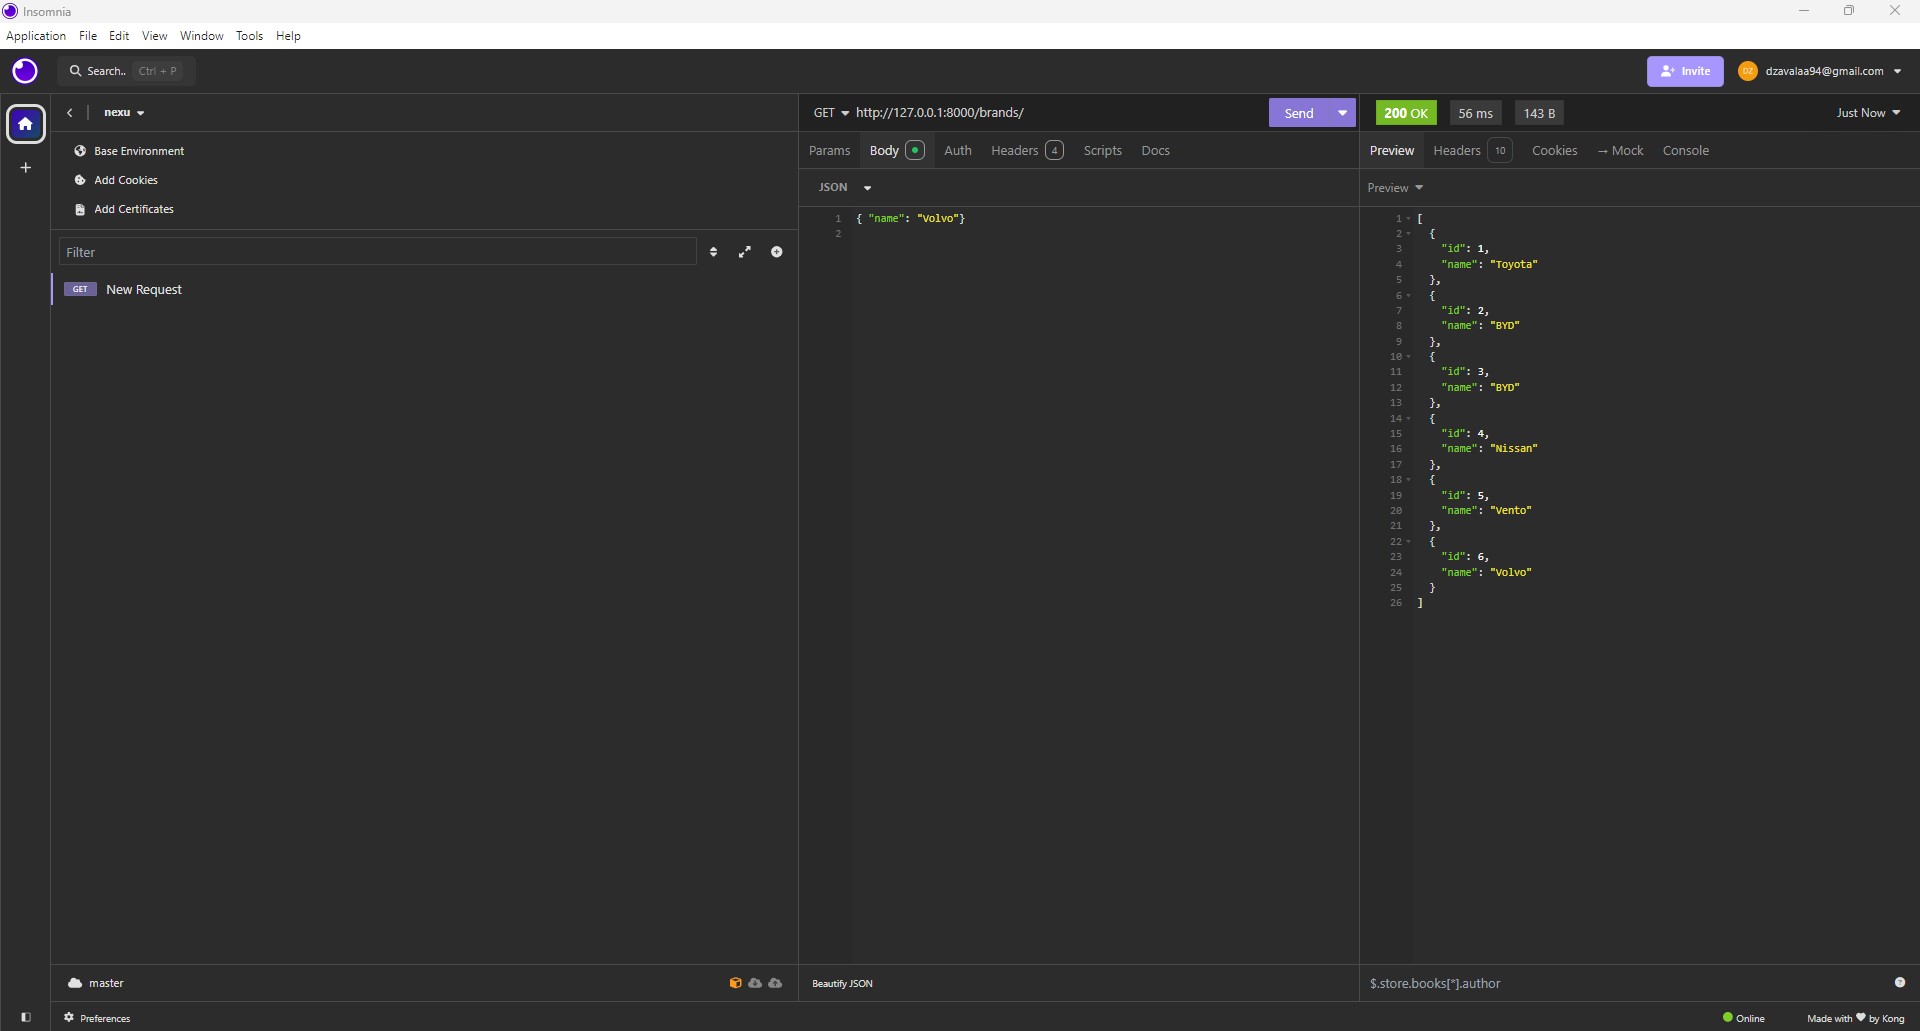 Insomnia
Application File Edit View Window Tools Help
Search.. Ctrl + P
Invite DZ dzavalaa94@gmail.com
nexu
Base Environment
Add Cookies
Add Certificates
Filter
GET New Request
GET http://127.0.0.1:8000/brands/ Send
Params Body Auth Headers 4 Scripts Docs
JSON
1 { "name": "Volvo"}
2
200 OK 56 ms 143 B Just Now
Preview Headers 10 Cookies → Mock Console
Preview
1 [
2 {
3 "id": 1,
4 "name": "Toyota"
5 },
6 {
7 "id": 2,
8 "name": "BYD"
9 },
10 {
11 "id": 3,
12 "name": "BYD"
13 },
14 {
15 "id": 4,
16 "name": "Nissan"
17 },
18 {
19 "id": 5,
20 "name": "Vento"
21 },
22 {
23 "id": 6,
24 "name": "Volvo"
25 }
26 ]
master
Beautify JSON
$.store.books[*].author
Preferences
Online
Made with ♥ by Kong